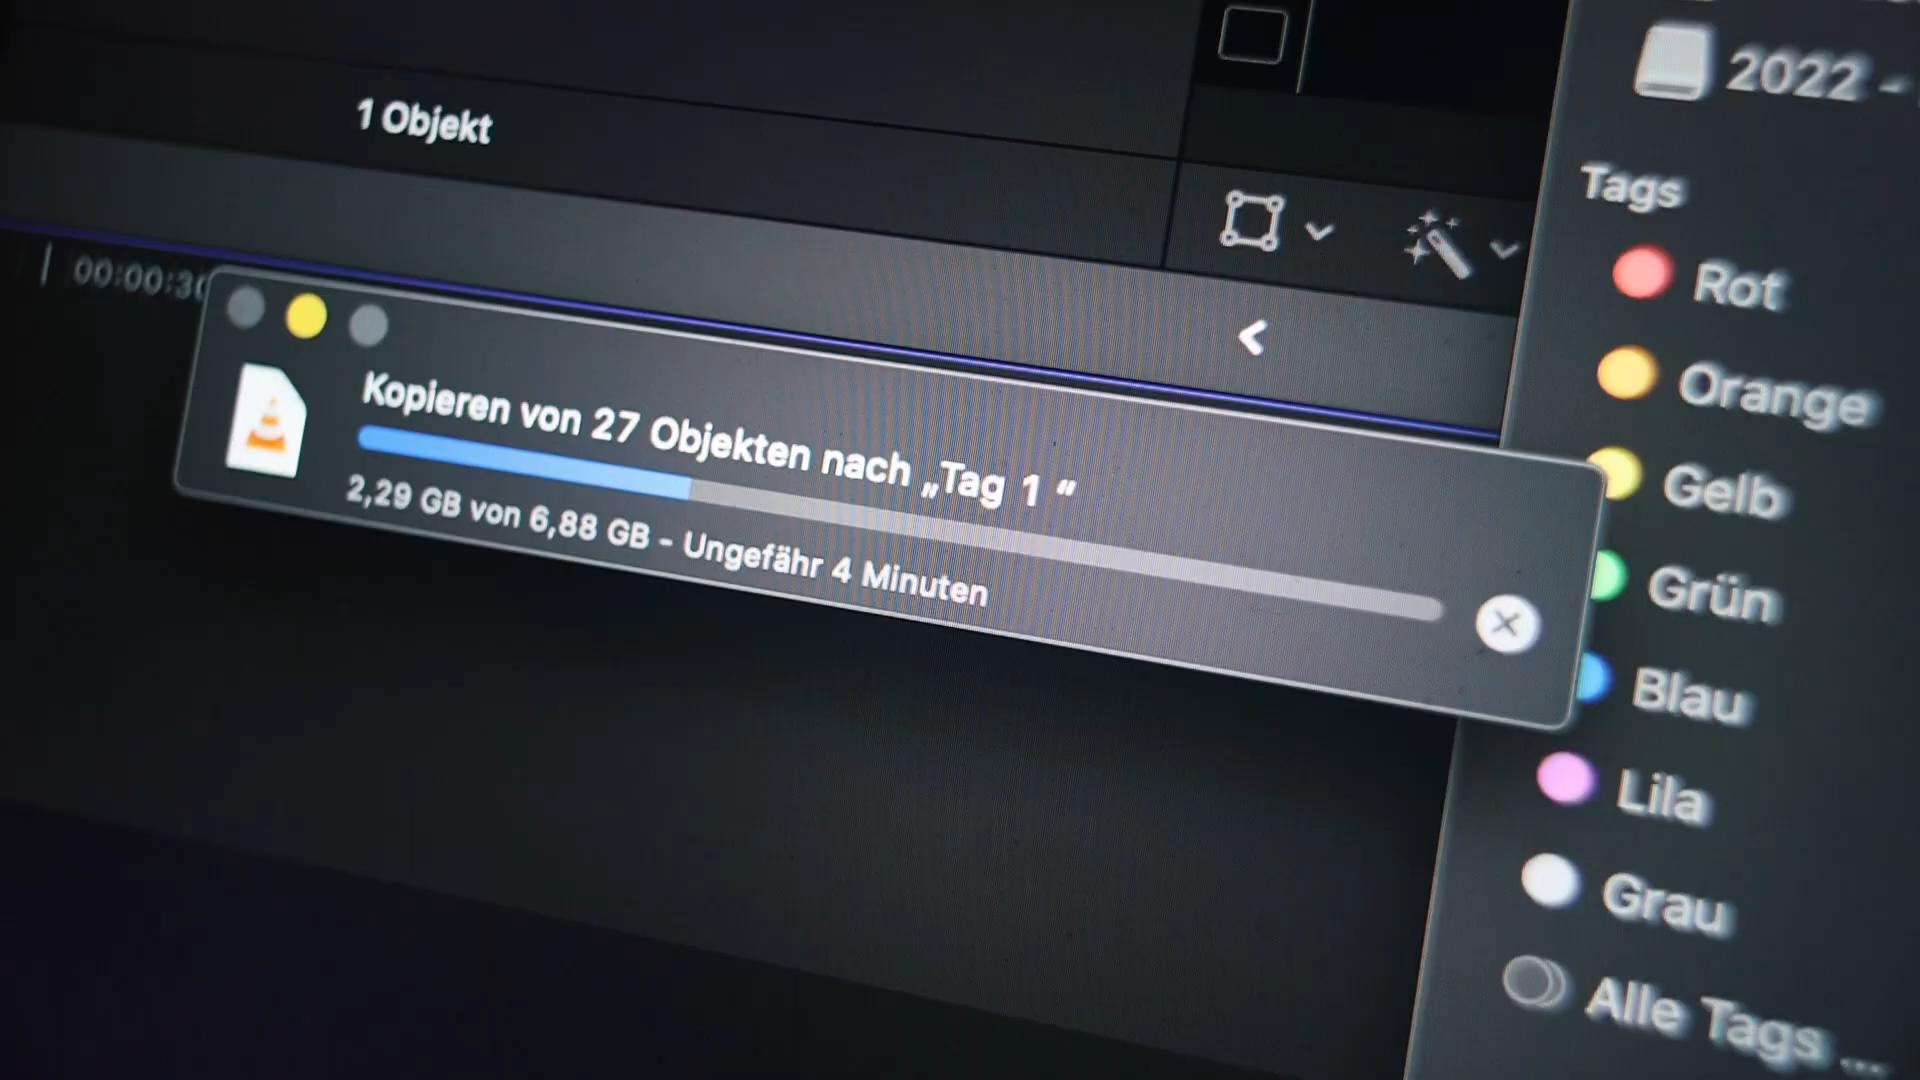 1 Objekt
00:00:30
Kopieren von 27 Objekten nach „Tag 1 “
2,29 GB von 6,88 GB - Ungefähr 4 Minuten
2022 -
Tags
Rot
Orange
Gelb
Grün
Blau
Lila
Grau
Alle Tags ...